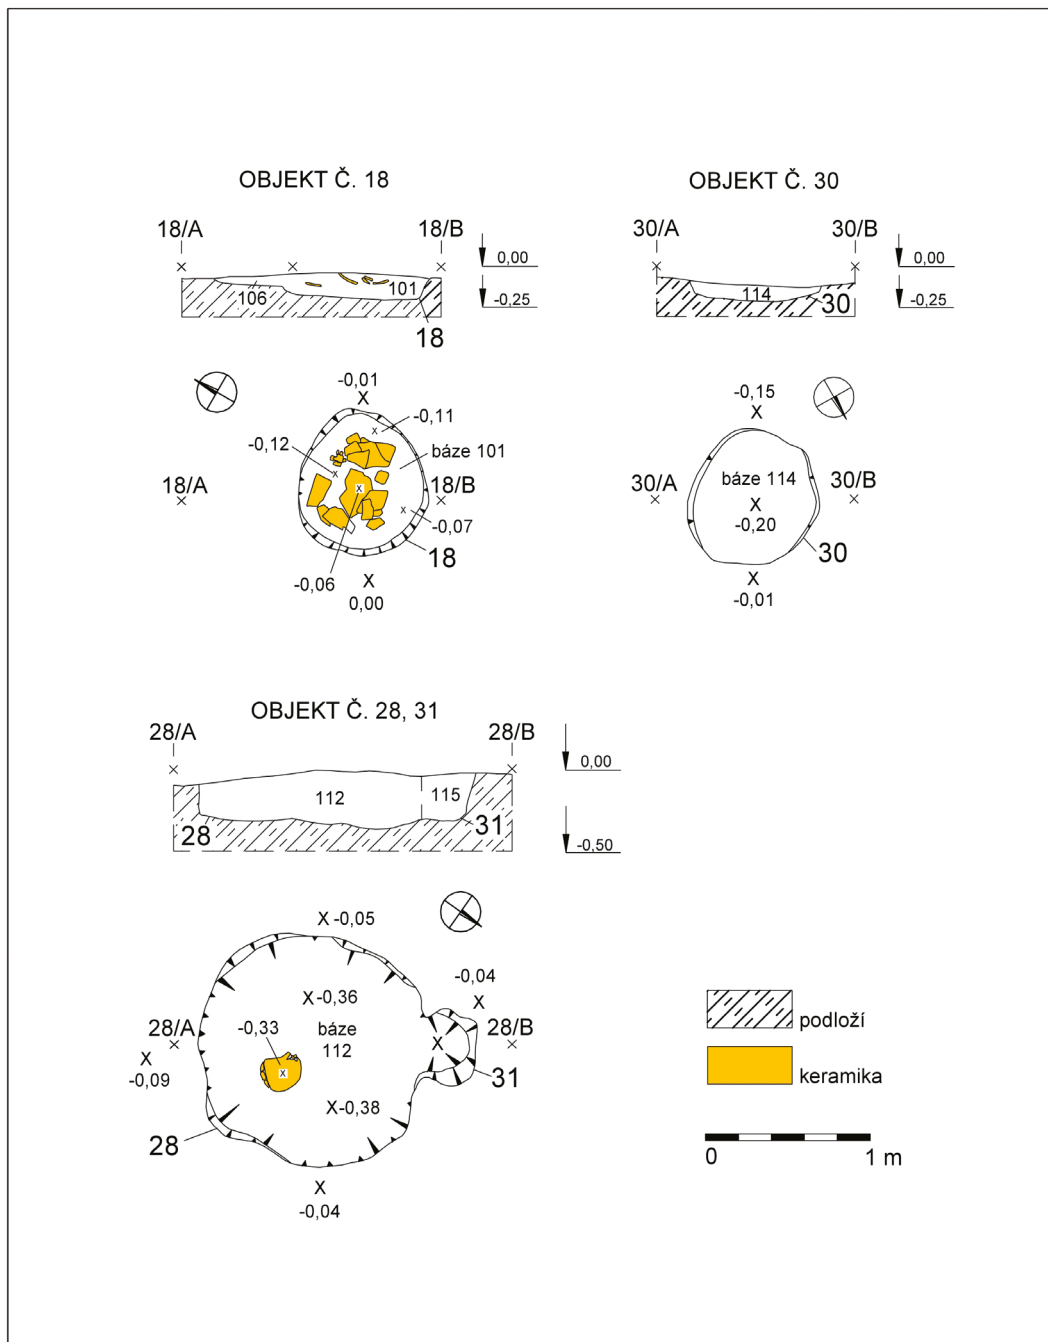 OBJEKT Č. 18
18/A
18/B
0,00
-0,25
106
101
18
-0,01
-0,11
-0,12
báze 101
18/A
18/B
-0,07
18
-0,06
0,00
OBJEKT Č. 30
30/A
30/B
0,00
-0,25
114
30
-0,15
báze 114
30/A
30/B
-0,20
30
-0,01
OBJEKT Č. 28, 31
28/A
28/B
0,00
-0,50
112
115
28
31
X -0,05
-0,04
X
X -0,36
28/A
-0,33
báze
112
28/B
X
-0,09
X
31
X -0,38
28
X
-0,04
podloží
keramika
0
1 m